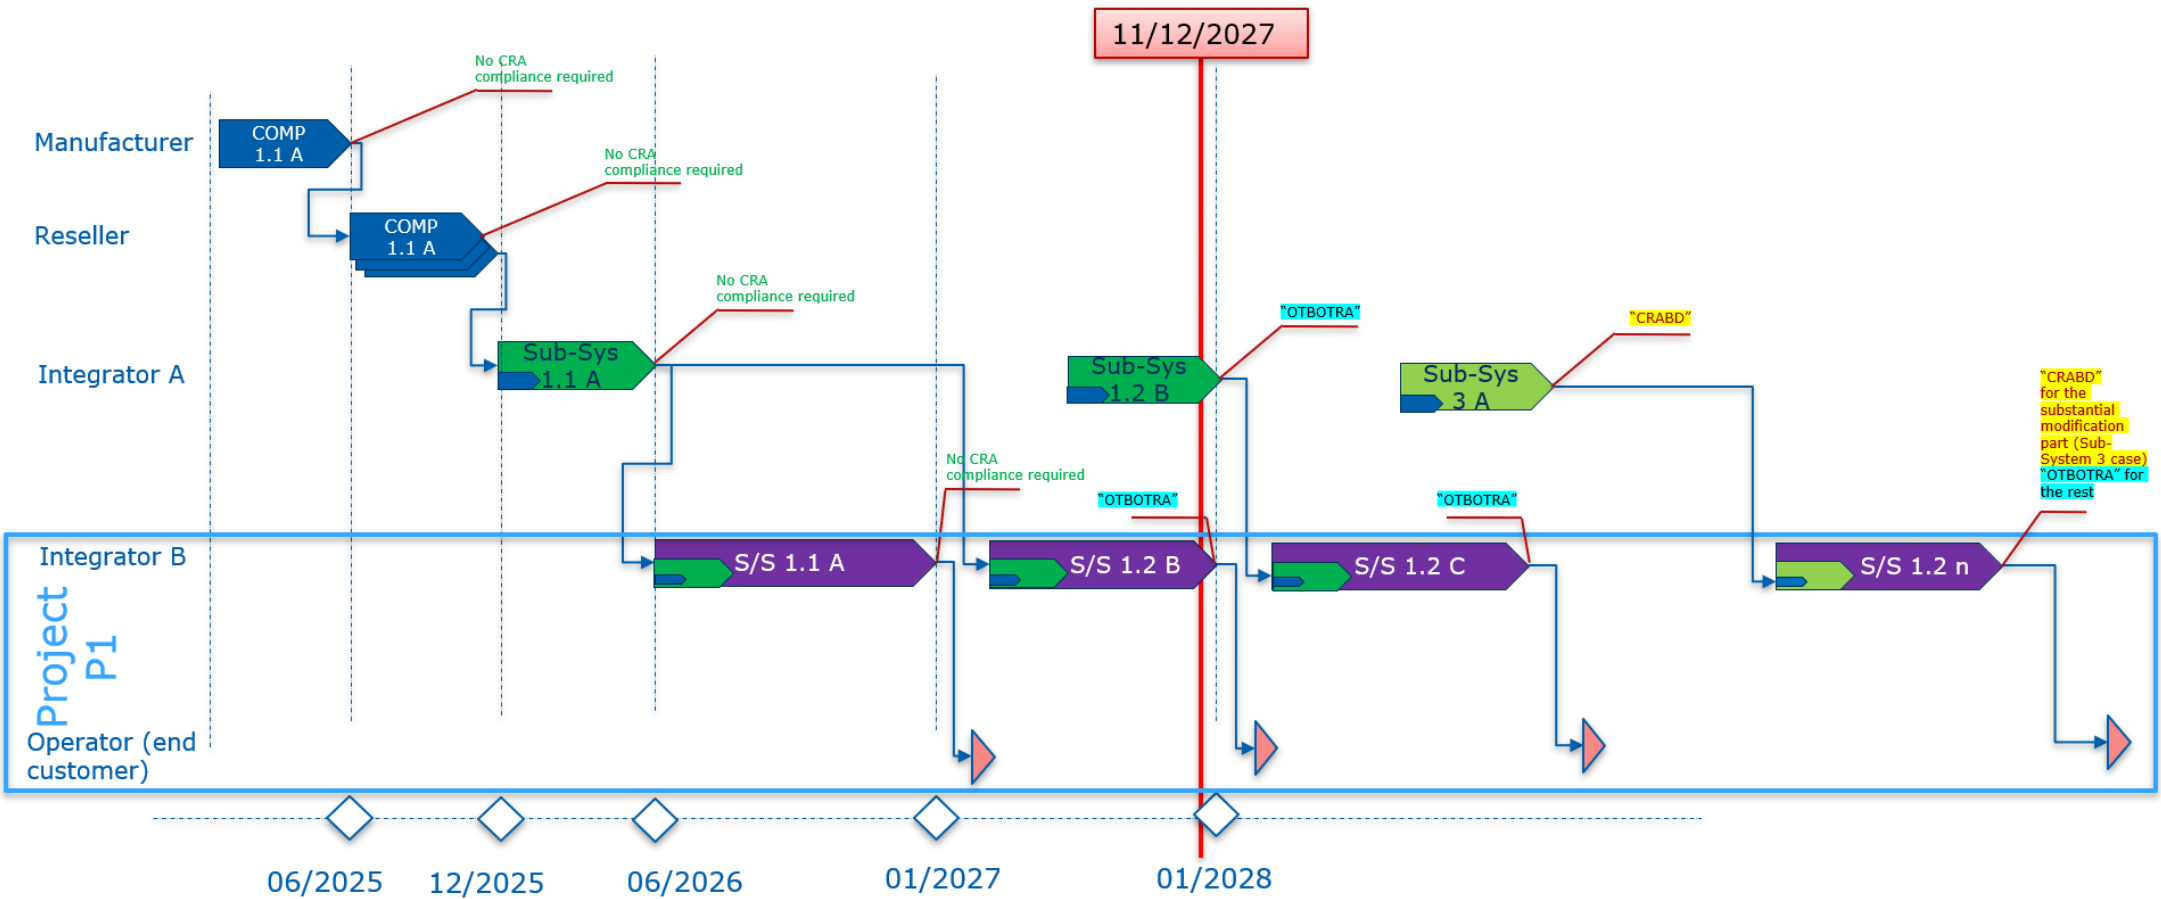 11/12/2027
No CRA
compliance required
Manufacturer
COMP
1.1 A
No CRA
compliance required
Reseller
COMP
1.1 A
No CRA
compliance required
"OTBOTRA"
"CRABD"
Integrator A
Sub-Sys
1.1 A
Sub-Sys
1.2 B
Sub-Sys
3 A
"CRABD"
for the
substantial
modification
part (Sub-
System 3 case)
"OTBOTRA" for
the rest
No CRA
compliance required
"OTBOTRA"
"OTBOTRA"
Integrator B
S/S 1.1 A
S/S 1.2 B
S/S 1.2 C
S/S 1.2 n
Project
P1
Operator (end
customer)
06/2025
12/2025
06/2026
01/2027
01/2028